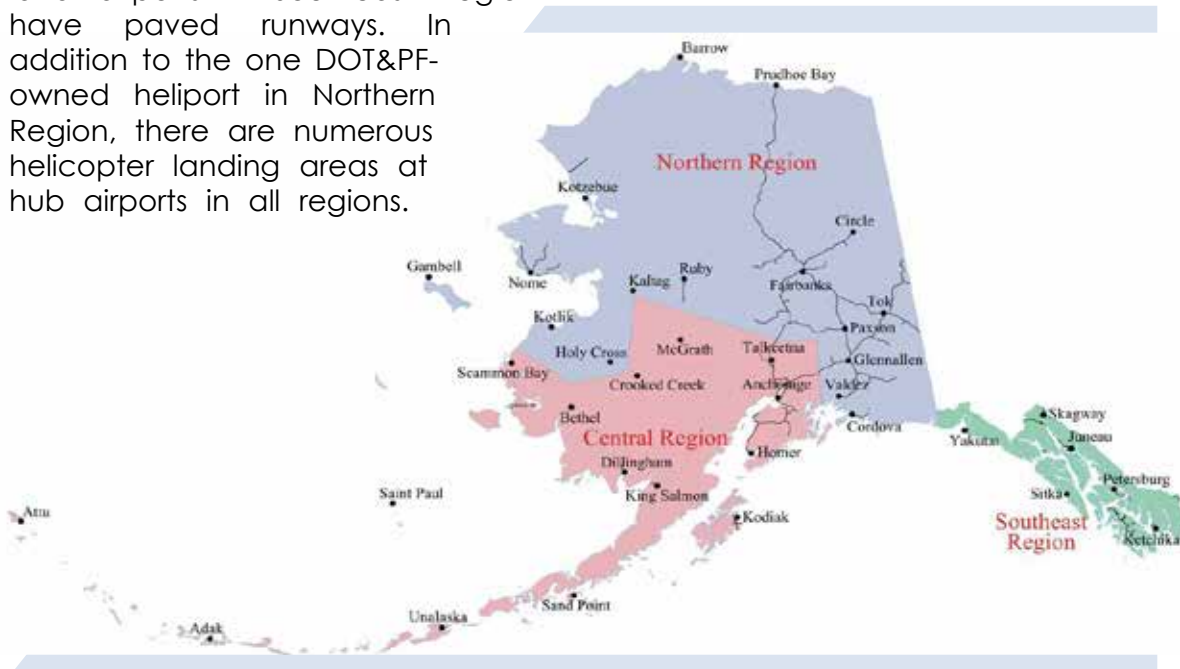 have paved runways. In
addition to the one DOT&PF-
owned heliport in Northern
Region, there are numerous
helicopter landing areas at
hub airports in all regions.
Barrow
Prudhoe Bay
Northern Region
Kotzebue
Circle
Gambell
Nome
Kaltag
Ruby
Fairbanks
Tok
Kotlik
Paxson
Holy Cross
McGrath
Talkeetna
Glennallen
Scammon Bay
Crooked Creek
Anchorage
Valdez
Bethel
Central Region
Cordova
Skagway
Yakutat
Juneau
Homer
Dillingham
King Salmon
Saint Paul
Petersburg
Sitka
Attu
Kodiak
Southeast
Region
Ketchika
Sand Point
Unalaska
Adak